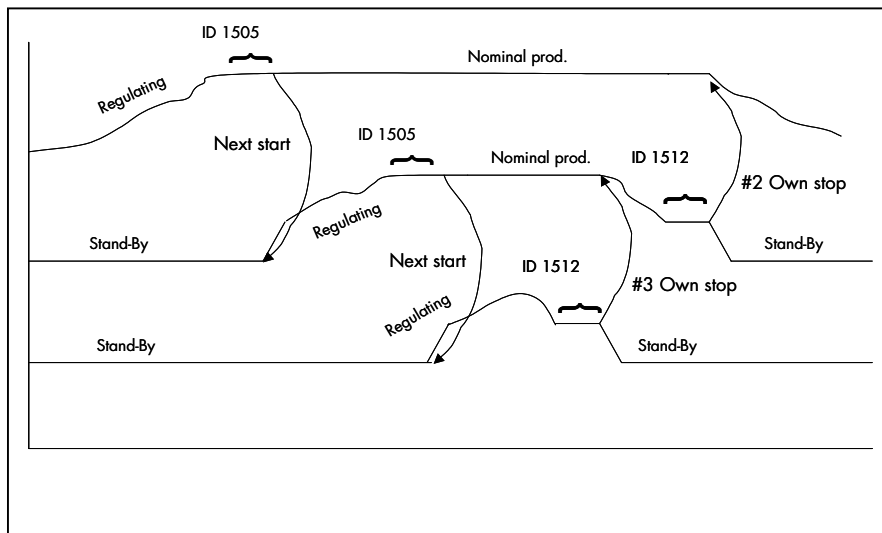 ID 1505
Nominal prod.
Regulating
Next start
ID 1505
Nominal prod.
ID 1512
#2 Own stop
Regulating
Stand-By
Stand-By
Next start
ID 1512
#3 Own stop
Regulating
Stand-By
Stand-By